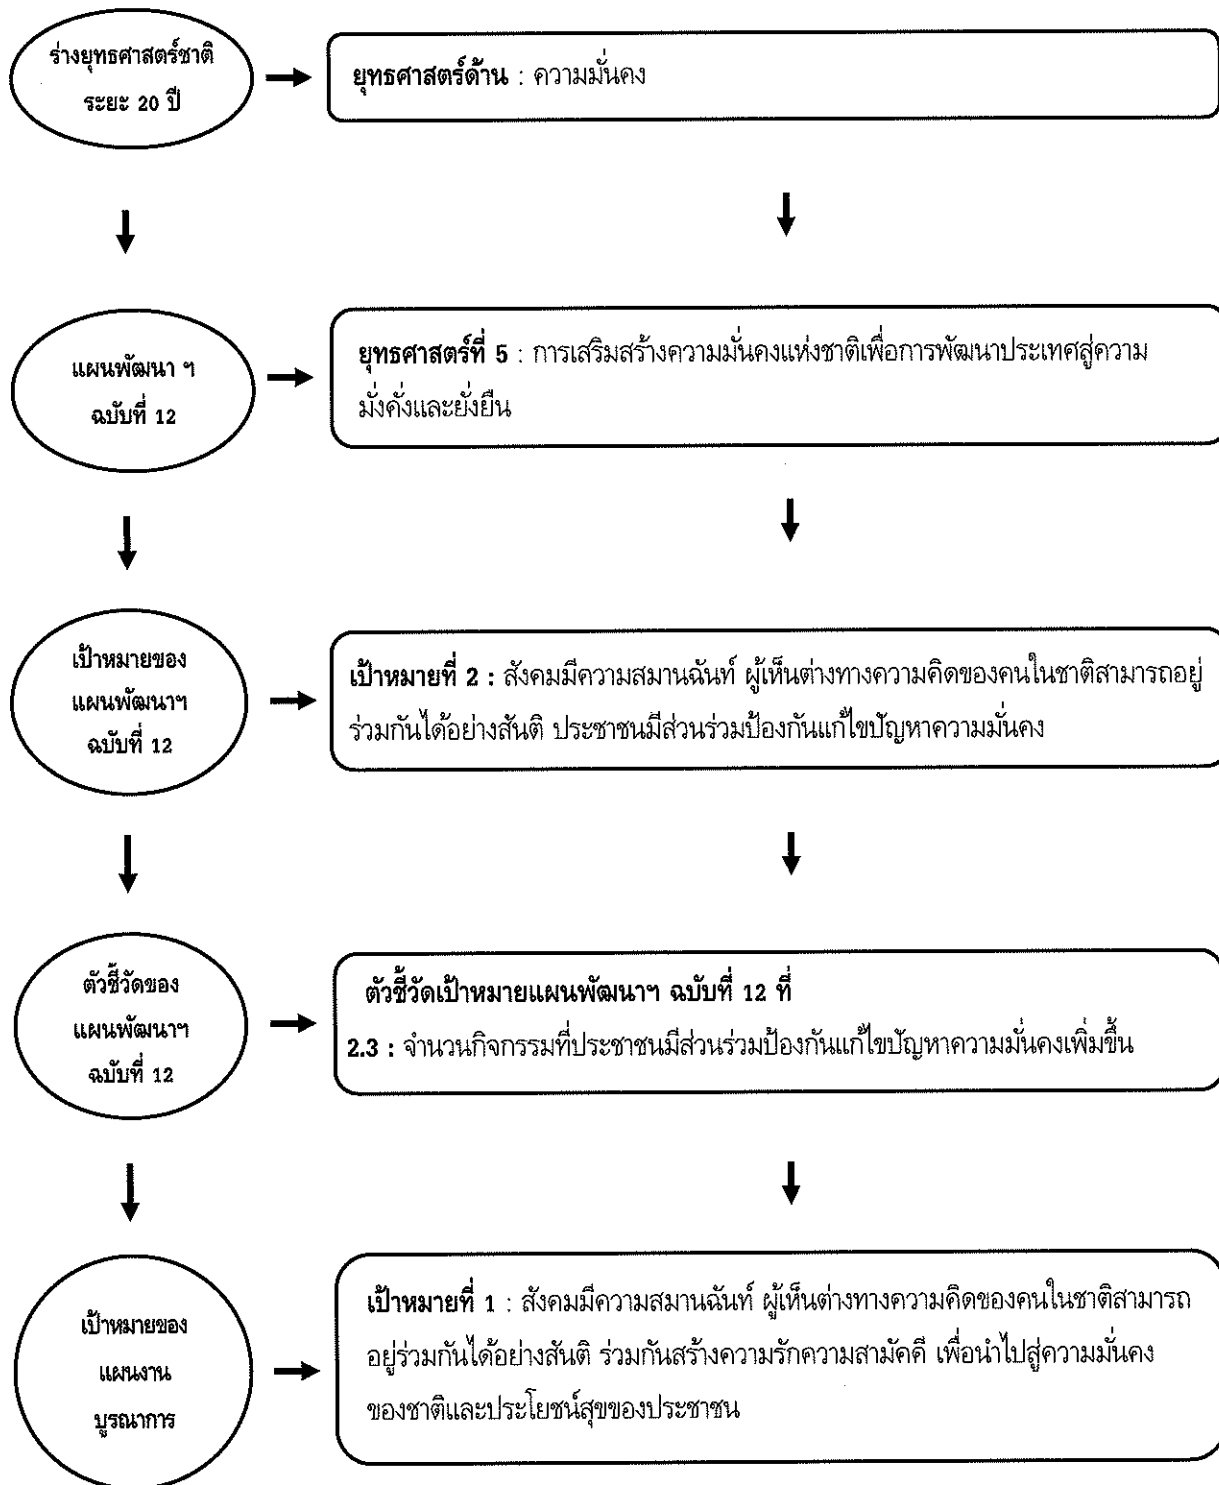 ร่างยุทธศาสตร์ชาติ
ระยะ 20 ปี
ยุทธศาสตร์ด้าน : ความมั่นคง
แผนพัฒนา ฯ
ฉบับที่ 12
ยุทธศาสตร์ที่ 5 : การเสริมสร้างความมั่นคงแห่งชาติเพื่อการพัฒนาประเทศสู่ความ
มั่งคั่งและยั่งยืน
เป้าหมายของ
แผนพัฒนาฯ
ฉบับที่ 12
เป้าหมายที่ 2 : สังคมมีความสมานฉันท์ ผู้เห็นต่างทางความคิดของคนในชาติสามารถอยู่
ร่วมกันได้อย่างสันติ ประชาชนมีส่วนร่วมป้องกันแก้ไขปัญหาความมั่นคง
ตัวชี้วัดของ
แผนพัฒนาฯ
ฉบับที่ 12
ตัวชี้วัดเป้าหมายแผนพัฒนาฯ ฉบับที่ 12 ที่
2.3 : จำนวนกิจกรรมที่ประชาชนมีส่วนร่วมป้องกันแก้ไขปัญหาความมั่นคงเพิ่มขึ้น
เป้าหมายของ
แผนงาน
บูรณาการ
เป้าหมายที่ 1 : สังคมมีความสมานฉันท์ ผู้เห็นต่างทางความคิดของคนในชาติสามารถ
อยู่ร่วมกันได้อย่างสันติ ร่วมกันสร้างความรักความสามัคคี เพื่อนำไปสู่ความมั่นคง
ของชาติและประโยชน์สุขของประชาชน